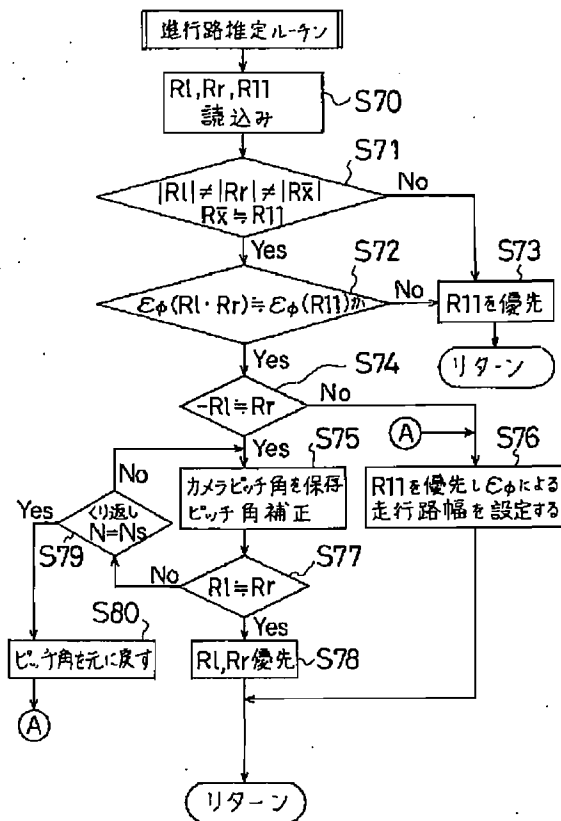 進行路推定ルーチン
Rl,Rr,R11
読込み
S70
S71
|Rl|≠|Rr|≠|Rx̄|
Rx̄≒R11
No
Yes
S72
S73
εφ(Rl・Rr)≒εφ(R11)か
No
R11を優先
Yes
リターン
S74
-Rl≒Rr
No
A
Yes
S75
S76
No
カメラピッチ角を保存
ピッチ角補正
R11を優先しεφによる
走行路幅を設定する
Yes
くり返し
N=Ns
S79
No
Rl≒Rr
S77
S80
Yes
ピッチ角を元に戻す
Rl,Rr優先
S78
A
リターン